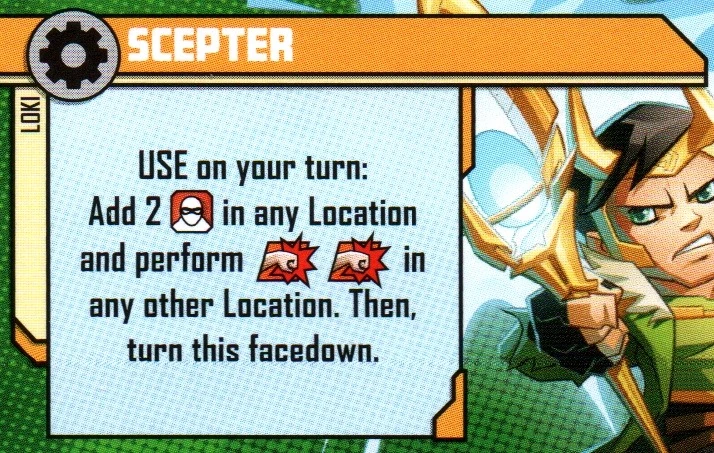 SCEPTER
LOKI
USE on your turn:
Add 2 in any Location
and perform in
any other Location. Then,
turn this facedown.